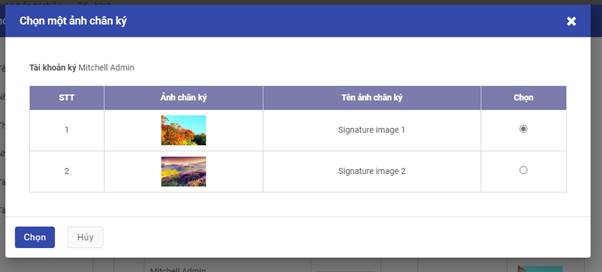 Chọn một ảnh chân ký
Tài khoản ký Mitchell Admin
STT Ảnh chân ký Tên ảnh chân ký Chọn
1 Signature image 1
2 Signature image 2
Chọn Hủy
Mitchell Admin